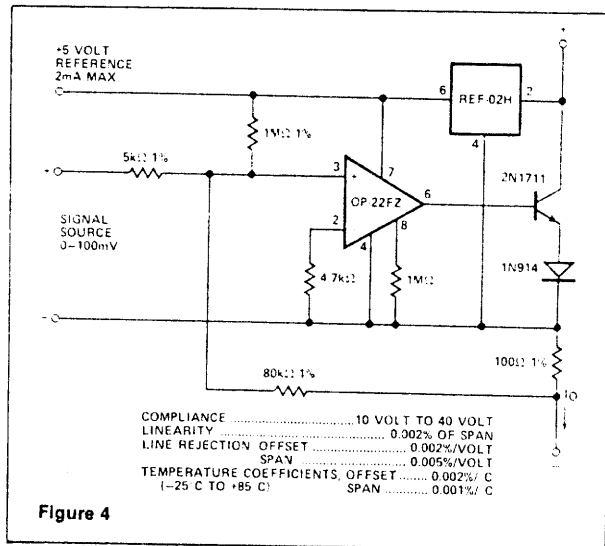 +5 VOLT
REFERENCE
2mA MAX
+
6
REF-02H
2
4
1MΩ 1%
5kΩ 1%
+
3
+
7
2N1711
OP-22FZ
6
SIGNAL
SOURCE
0–100mV
2
−
4
8
1N914
4.7kΩ
1MΩ
−
100Ω 1%
80kΩ 1%
IO
−
COMPLIANCE ................ 10 VOLT TO 40 VOLT
LINEARITY ........................ 0.002% OF SPAN
LINE REJECTION OFFSET ........ 0.002%/VOLT
SPAN ............ 0.005%/VOLT
TEMPERATURE COEFFICIENTS, OFFSET ....... 0.002%/ C
(−25°C TO +85 C) SPAN .......... 0.001%/ C
Figure 4